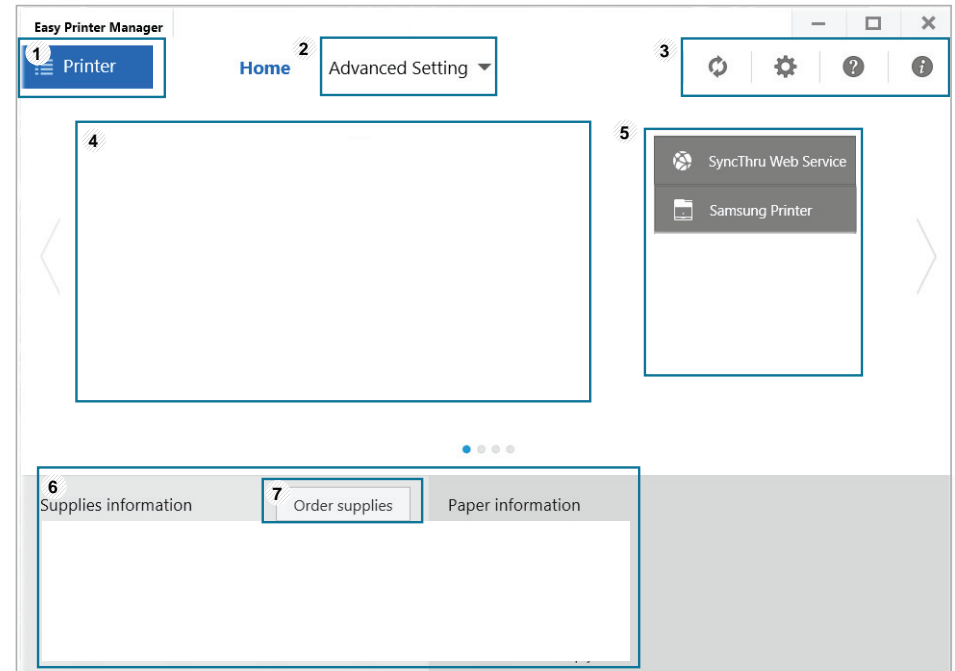 Easy Printer Manager
1
Printer
Home
2
Advanced Setting
3
4
5
SyncThru Web Service
Samsung Printer
6
Supplies information
7
Order supplies
Paper information